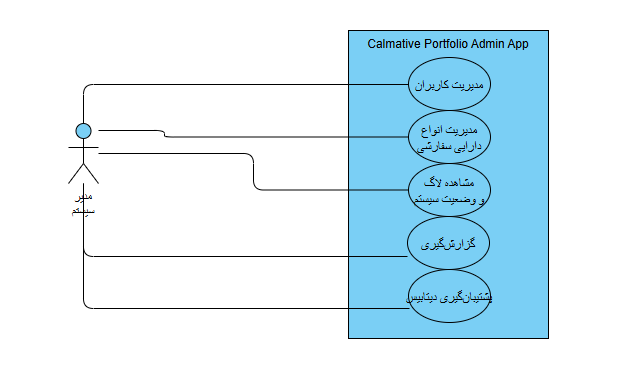 Calmative Portfolio Admin App
مدیریت کاربران
مدیریت انواع
دارایی سفارشی
مشاهده لاگ
و وضعیت سیستم
گزارش‌گیری
پشتیبان‌گیری دیتابیس
مدیر
سیستم